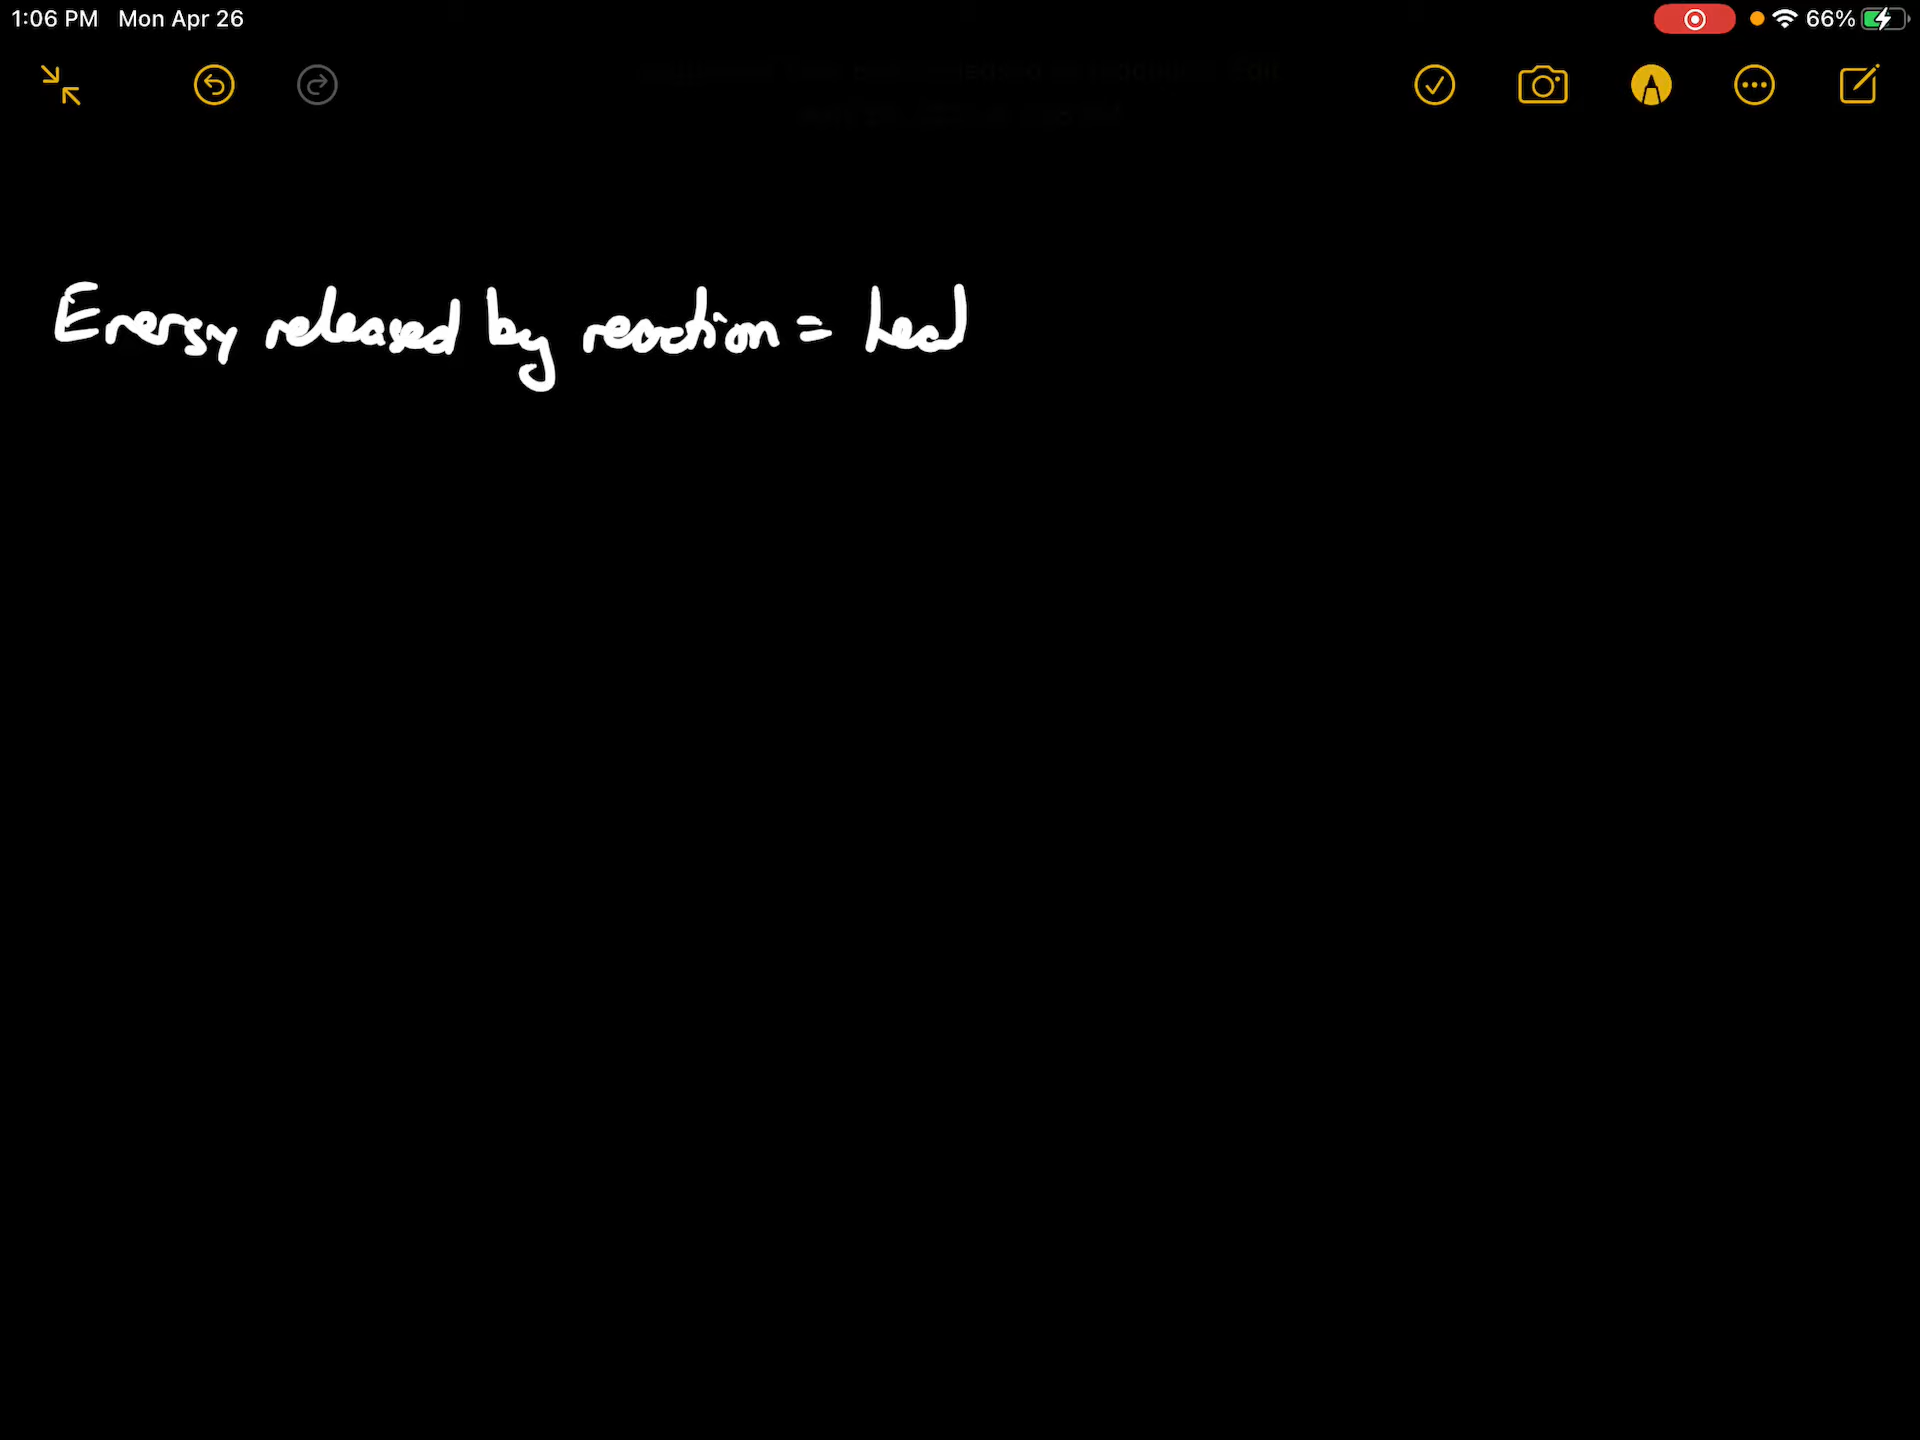 1:06 PM Mon Apr 26
66%
Energy released by reaction = heat